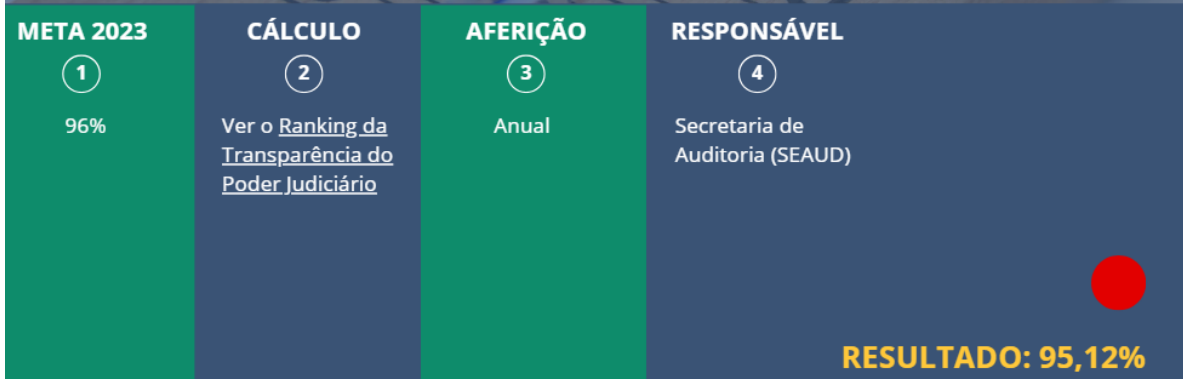 META 2023
1
96%
CÁLCULO
2
Ver o Ranking da
Transparência do
Poder Judiciário
AFERIÇÃO
3
Anual
RESPONSÁVEL
4
Secretaria de
Auditoria (SEAUD)
RESULTADO: 95,12%